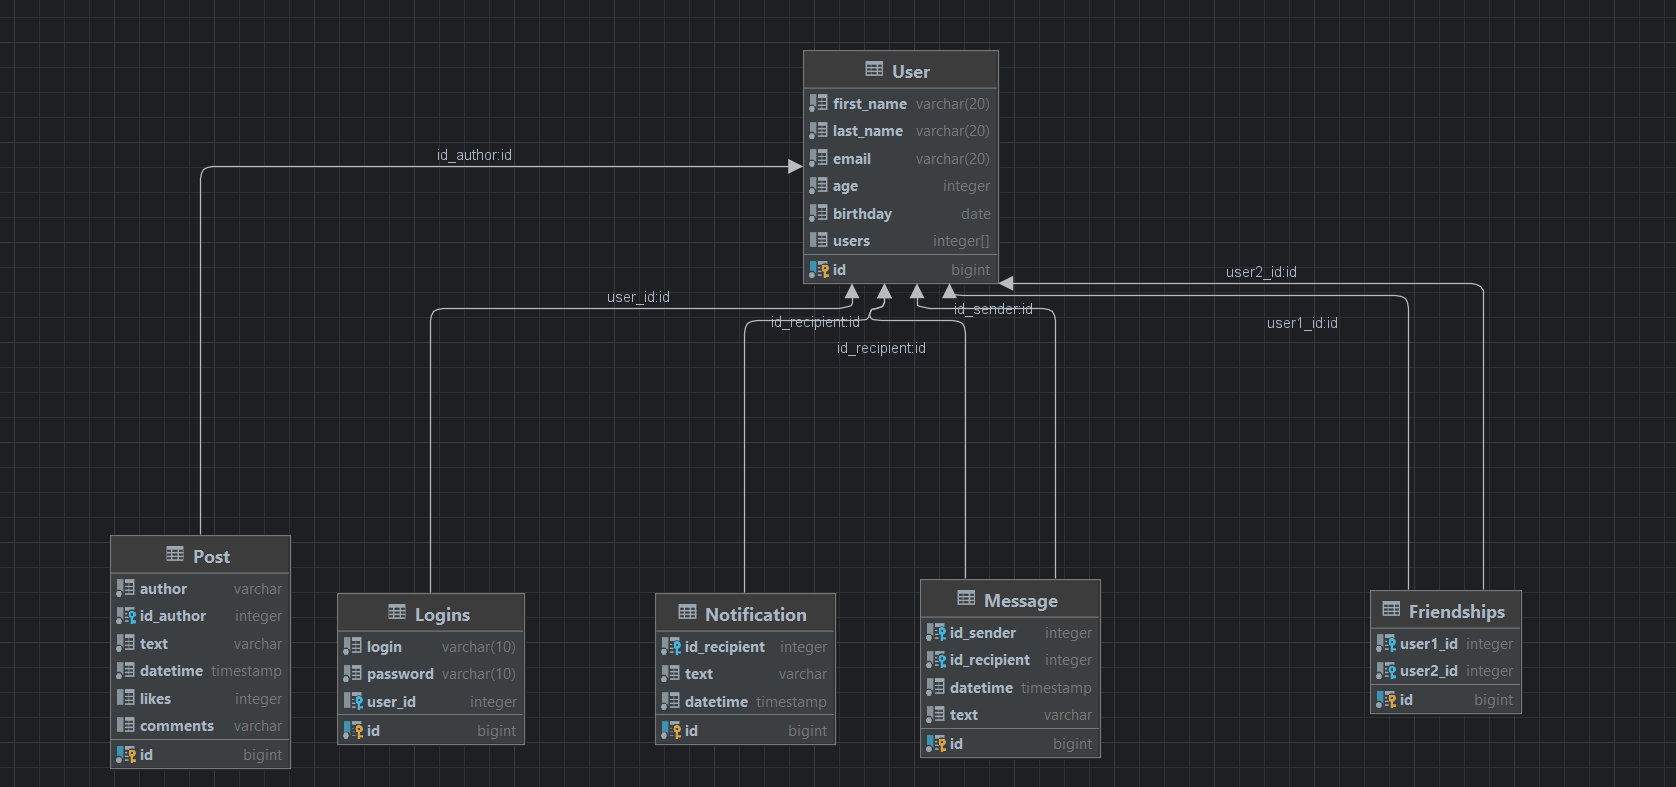 User
first_name varchar(20)
last_name varchar(20)
email varchar(20)
age integer
birthday date
users integer[]
id bigint
id_author:id
user_id:id
id_recipient:id
id_recipient:id
id_sender:id
user2_id:id
user1_id:id
Post
author varchar
id_author integer
text varchar
datetime timestamp
likes integer
comments varchar
id bigint
Logins
login varchar(10)
password varchar(10)
user_id integer
id bigint
Notification
id_recipient integer
text varchar
datetime timestamp
id bigint
Message
id_sender integer
id_recipient integer
datetime timestamp
text varchar
id bigint
Friendships
user1_id integer
user2_id integer
id bigint